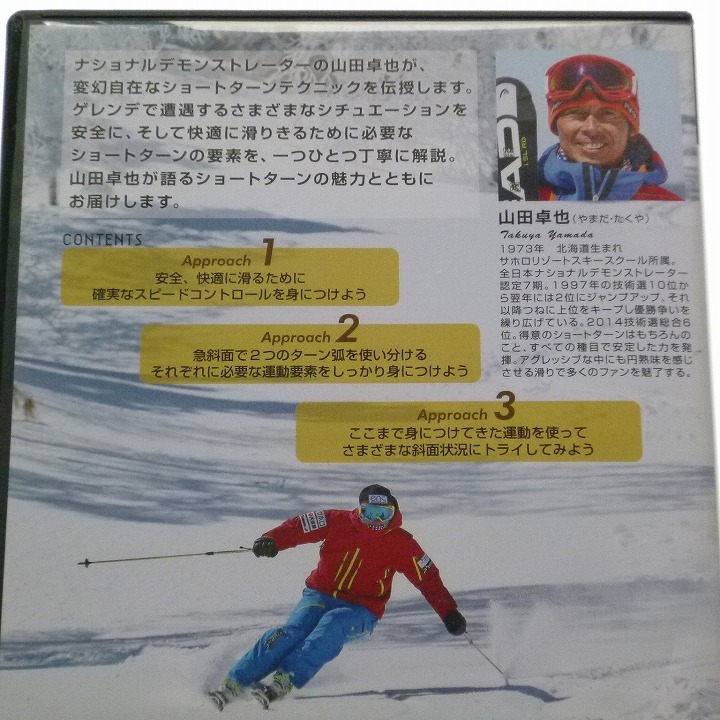 ナショナルデモンストレーターの山田卓也が、
変幻自在なショートターンテクニックを伝授します。
ゲレンデで遭遇するさまざまなシチュエーションを
安全に、そして快適に滑りきるために必要な
ショートターンの要素を、一つひとつ丁寧に解説。
山田卓也が語るショートターンの魅力とともに
お届けします。
山田卓也(やまだ・たくや)
Takuya Yamada
1973年 北海道生まれ
サホロリゾートスキースクール所属。
全日本ナショナルデモンストレーター
認定7期。1997年の技術選10位か
ら翌年には2位にジャンプアップ、それ
以降つねに上位をキープし優勝争いを
繰り広げている。2014技術選総合6
位。得意のショートターンはもちろんの
こと、すべての種目で安定した力を発
揮。アグレッシブな中にも円熟味を感じ
させる滑りで多くのファンを魅了する。
CONTENTS
Approach 1
安全、快適に滑るために
確実なスピードコントロールを身につけよう
Approach 2
急斜面で2つのターン弧を使い分ける
それぞれに必要な運動要素をしっかり身につけよう
Approach 3
ここまで身につけてきた運動を使って
さまざまな斜面状況にトライしてみよう